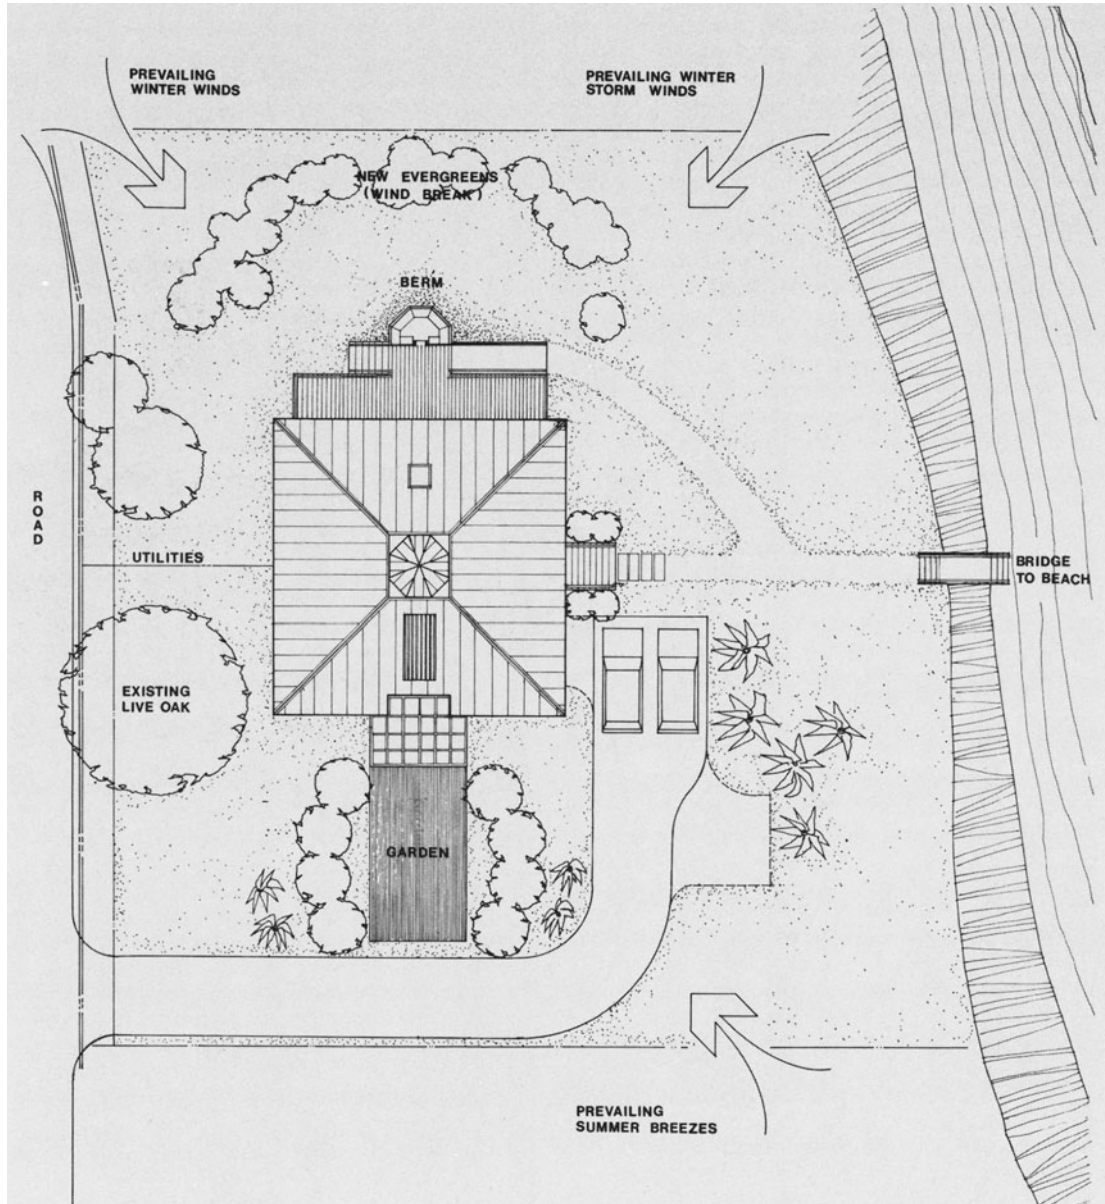 PREVAILING
WINTER WINDS
PREVAILING WINTER
STORM WINDS
NEW EVERGREENS
(WIND BREAK)
BERM
ROAD
UTILITIES
BRIDGE
TO BEACH
EXISTING
LIVE OAK
GARDEN
PREVAILING
SUMMER BREEZES